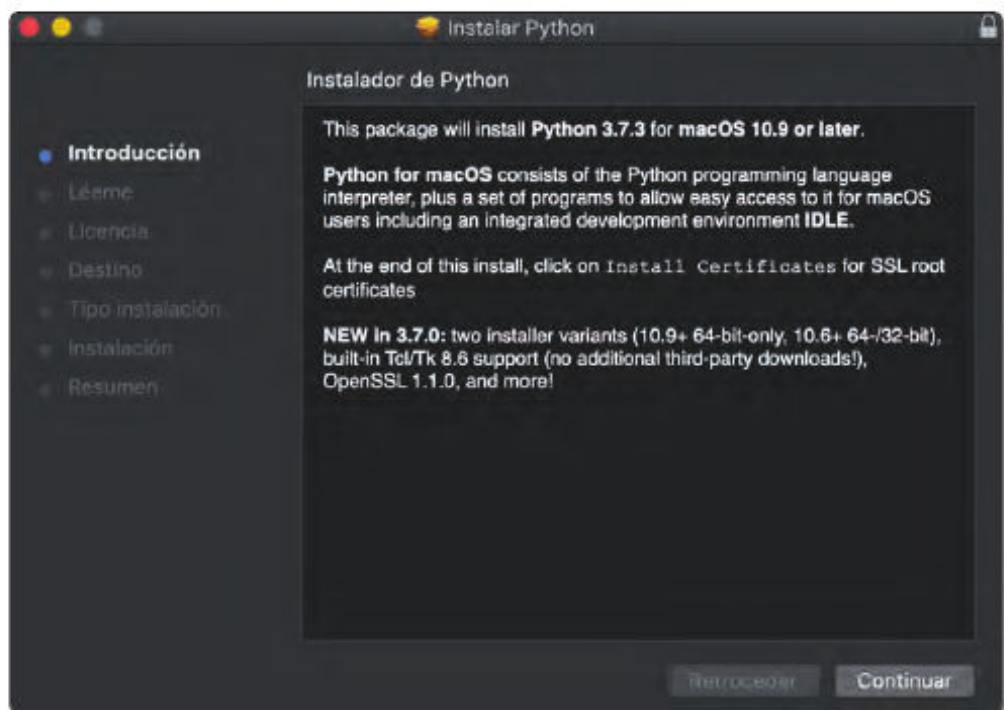 Instalar Python
Instalador de Python
Introducción
Léeme
Licencia
Destino
Tipo instalación
Instalación
Resumen
This package will install Python 3.7.3 for macOS 10.9 or later.
Python for macOS consists of the Python programming language
interpreter, plus a set of programs to allow easy access to it for macOS
users including an integrated development environment IDLE.
At the end of this install, click on Install Certificates for SSL root
certificates
NEW in 3.7.0: two installer variants (10.9+ 64-bit-only, 10.6+ 64-/32-bit),
built-in Tcl/Tk 8.6 support (no additional third-party downloads!),
OpenSSL 1.1.0, and more!
Retroceder
Continuar